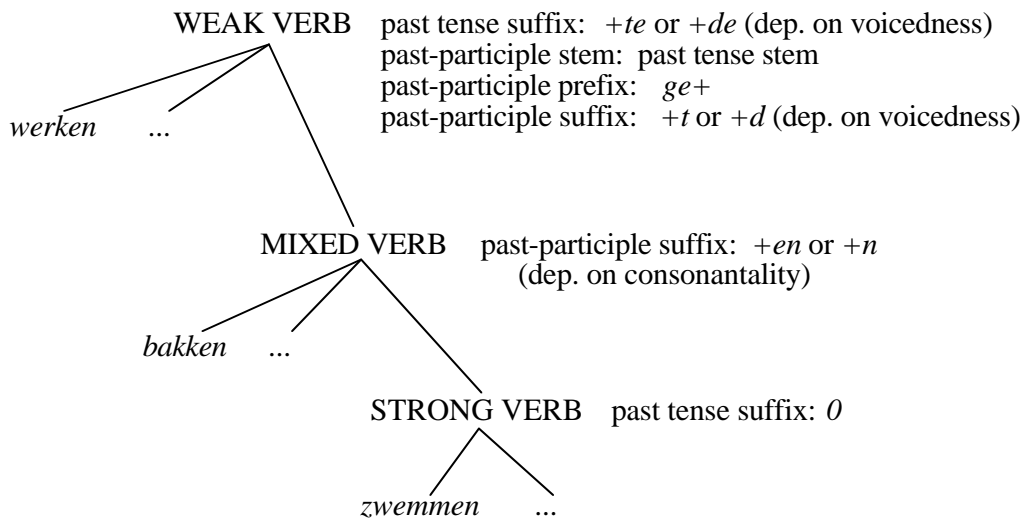 WEAK VERB past tense suffix: +te or +de (dep. on voicedness)
past-participle stem: past tense stem
past-participle prefix: ge+
past-participle suffix: +t or +d (dep. on voicedness)
werken ...
MIXED VERB past-participle suffix: +en or +n
(dep. on consonantality)
bakken ...
STRONG VERB past tense suffix: 0
zwemmen ...